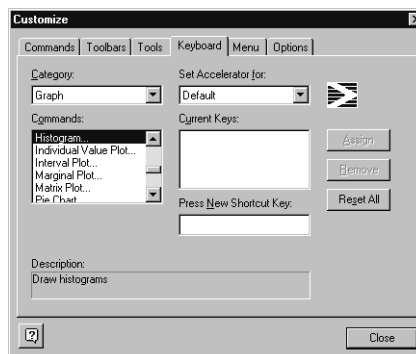 Customize
Commands Toolbars Tools Keyboard Menu Options
Category:
Graph
Set Accelerator for:
Default
Commands:
Histogram...
Individual Value Plot...
Interval Plot...
Marginal Plot...
Matrix Plot...
Pie Chart
Current Keys:
Press New Shortcut Key:
Assign
Remove
Reset All
Description:
Draw histograms
Close